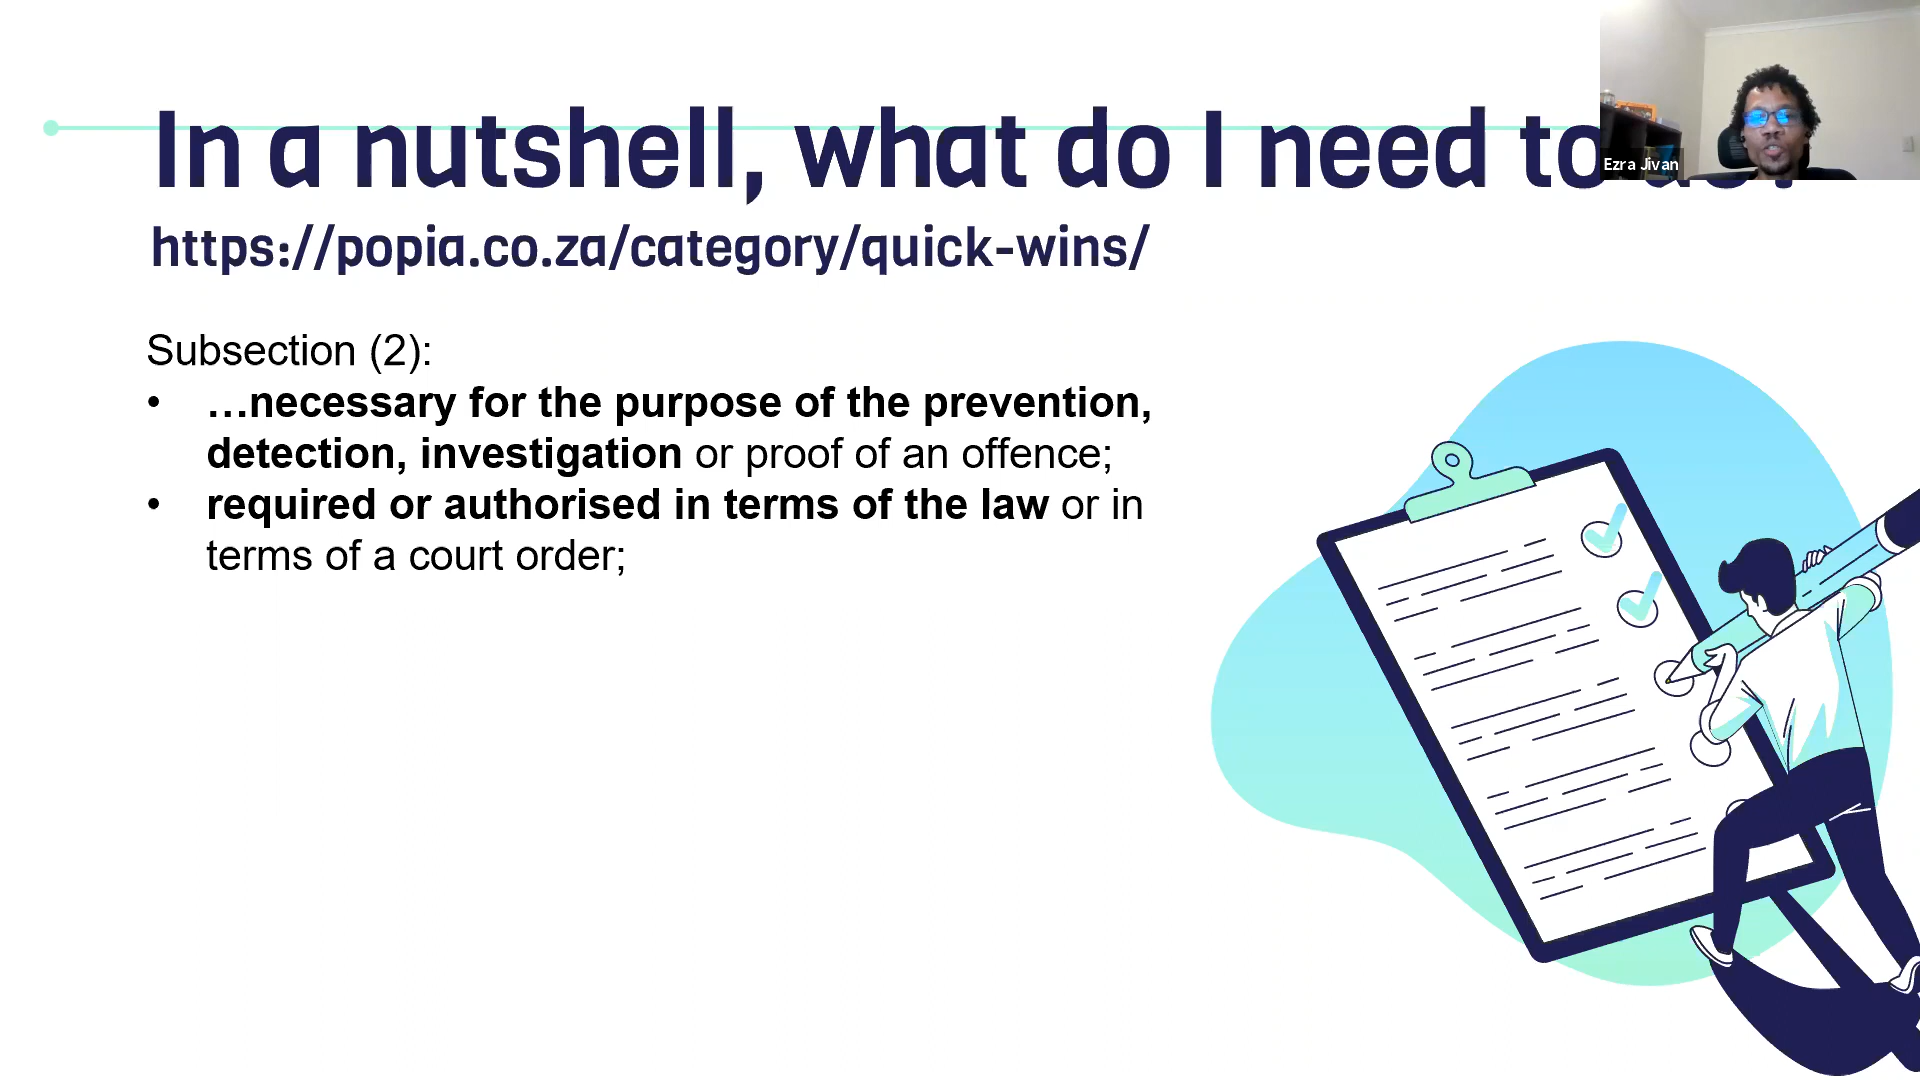 In a nutshell, what do I need to
https://popia.co.za/category/quick-wins/
Ezra Jivan
Subsection (2):
• …necessary for the purpose of the prevention,
detection, investigation or proof of an offence;
• required or authorised in terms of the law or in
terms of a court order;